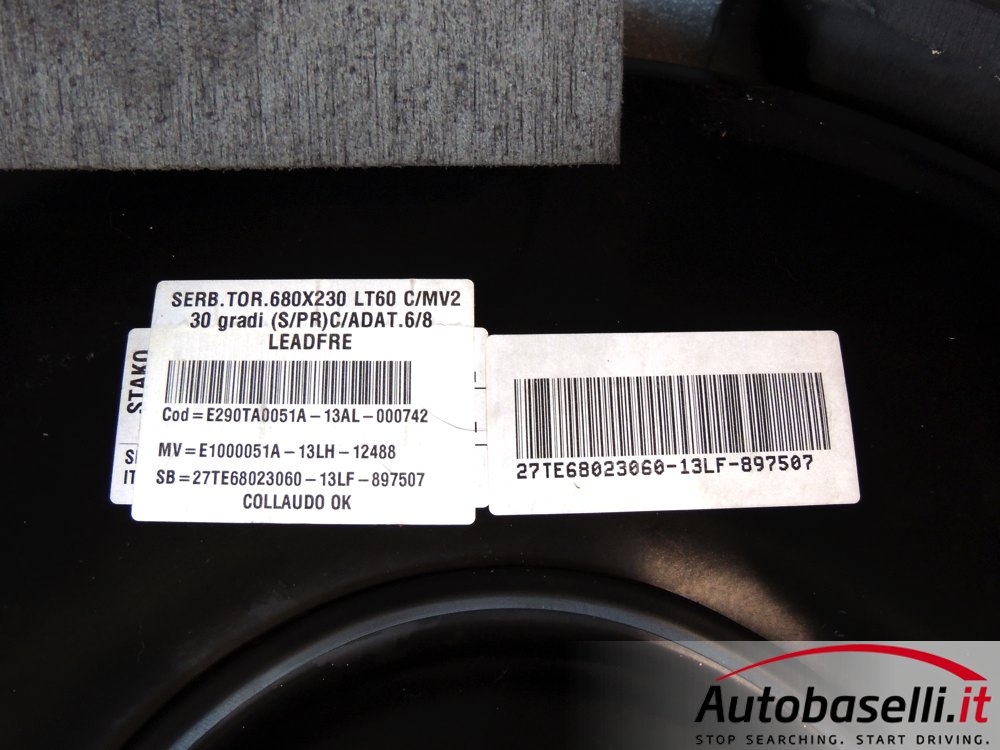 SERB.TOR.680X230 LT60 C/MV2
30 gradi (S/PR)C/ADAT.6/8
LEADFRE
Cod=E290TA0051A-13AL-000742
MV=E1000051A-13LH-12488
SB=27TE68023060-13LF-897507
COLLAUDO OK
STAKO
27TE68023060-13LF-897507
Autobaselli.it
STOP SEARCHING. START DRIVING.